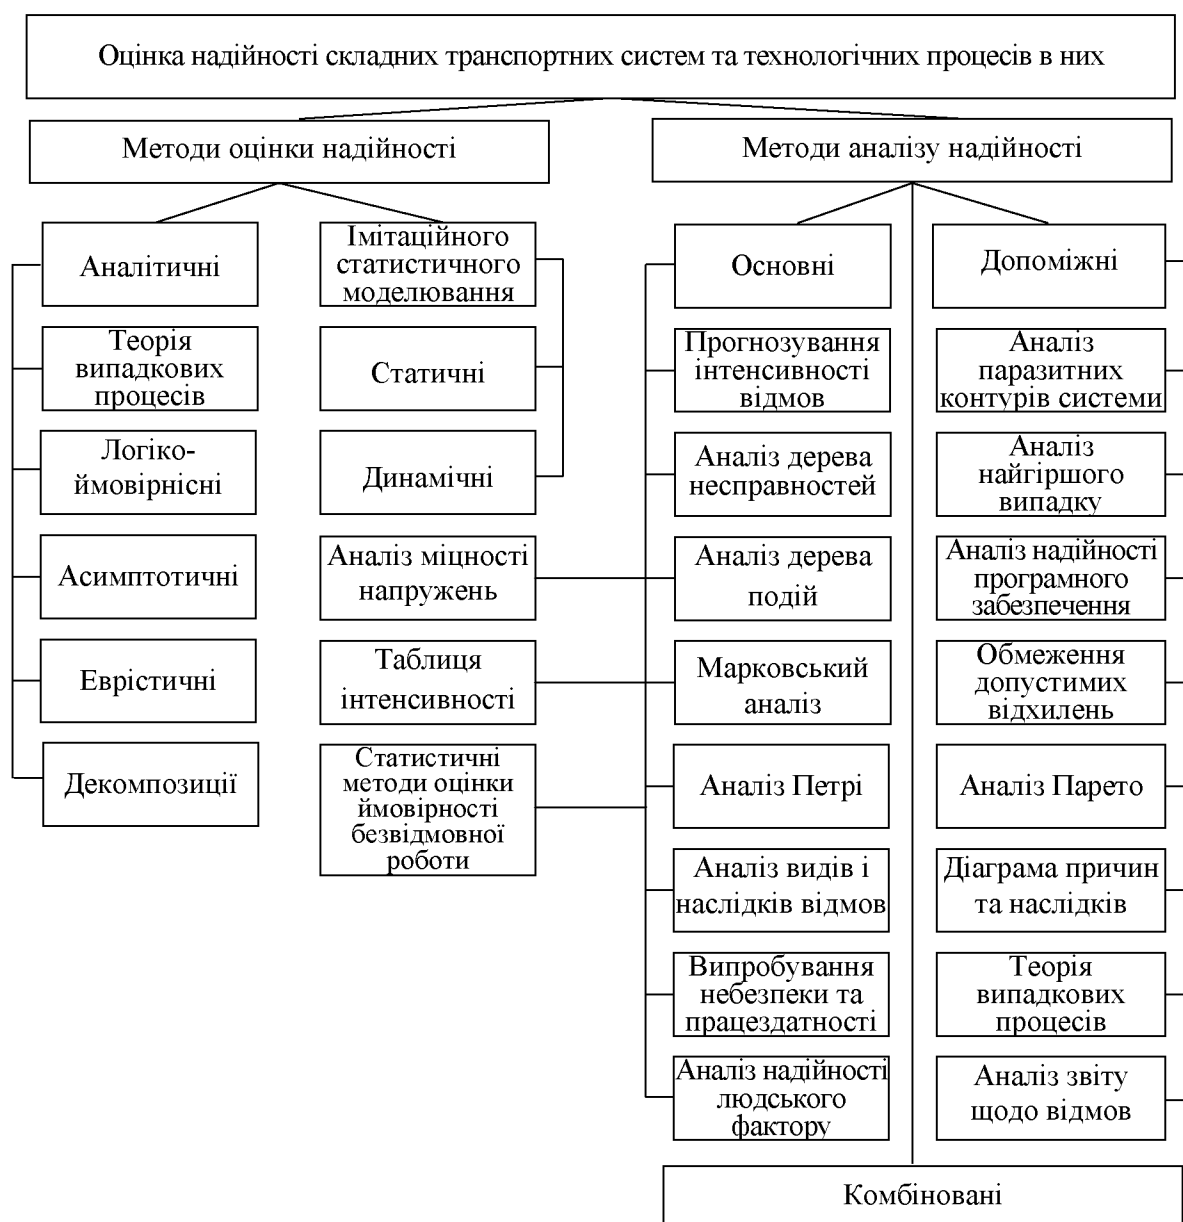 Оцінка надійності складних транспортних систем та технологічних процесів в них
Методи оцінки надійності
Методи аналізу надійності
Аналітичні
Теорія
випадкових
процесів
Логіко-
ймовірнісні
Асимптотичні
Еврістичні
Декомпозиції
Імітаційного
статистичного
моделювання
Статичні
Динамічні
Аналіз міцності
напружень
Таблиця
інтенсивності
Статистичні
методи оцінки
ймовірності
безвідмовної
роботи
Основні
Прогнозування
інтенсивності
відмов
Аналіз дерева
несправностей
Аналіз дерева
подій
Марковський
аналіз
Аналіз Петрі
Аналіз видів і
наслідків відмов
Випробування
небезпеки та
працездатності
Аналіз надійності
людського
фактору
Допоміжні
Аналіз
паразитних
контурів системи
Аналіз
найгіршого
випадку
Аналіз надійності
програмного
забезпечення
Обмеження
допустимих
відхилень
Аналіз Парето
Діаграма причин
та наслідків
Теорія
випадкових
процесів
Аналіз звіту
щодо відмов
Комбіновані